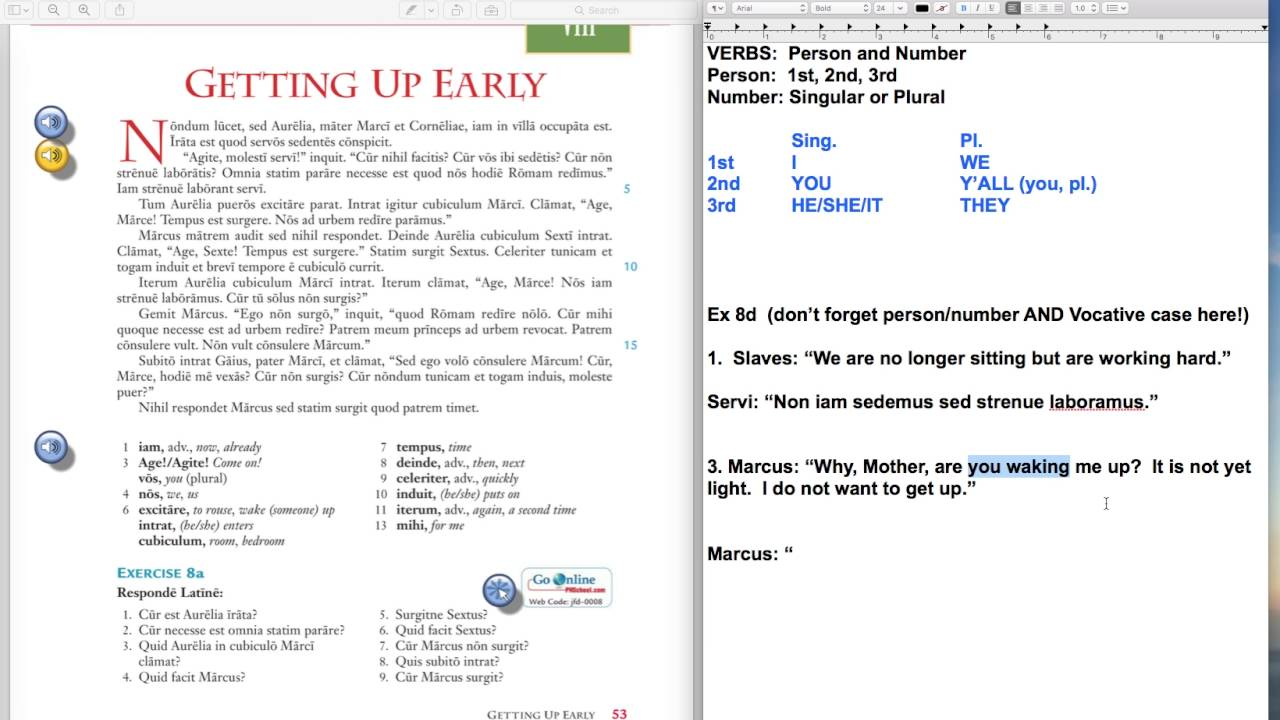 Search
Arial
Bold
24
B I U
1.0
0 1 2 3 4 5 6 7 8 9
VIII
GETTING UP EARLY
Nōndum lūcet, sed Aurēlia, māter Marcī et Cornēliae, iam in vīllā occupāta est.
Īrāta est quod servōs sedentēs cōnspicit.
“Agite, molestī servī!” inquit. “Cūr nihil facitis? Cūr vōs ibi sedētis? Cūr nōn
strēnuē labōrātis? Omnia statim parāre necesse est quod nōs hodiē Rōmam redīmus.”
Iam strēnuē labōrant servī. 5
Tum Aurēlia puerōs excitāre parat. Intrat igitur cubiculum Mārcī. Clāmat, “Age,
Mārce! Tempus est surgere. Nōs ad urbem redīre parāmus.”
Mārcus mātrem audit sed nihil respondet. Deinde Aurēlia cubiculum Sextī intrat.
Clāmat, “Age, Sexte! Tempus est surgere.” Statim surgit Sextus. Celeriter tunicam et
togam induit et brevī tempore ē cubiculō currit. 10
Iterum Aurēlia cubiculum Mārcī intrat. Iterum clāmat, “Age, Mārce! Nōs iam
strēnuē labōrāmus. Cūr tū sōlus nōn surgis?”
Gemit Mārcus. “Ego nōn surgō,” inquit, “quod Rōmam redīre nōlō. Cūr mihi
quoque necesse est ad urbem redīre? Patrem meum prīnceps ad urbem revocat. Patrem
cōnsulere vult. Nōn vult cōnsulere Mārcum.” 15
Subitō intrat Gāius, pater Mārcī, et clāmat, “Sed ego volō cōnsulere Mārcum! Cūr,
Mārce, hodiē mē vexās? Cūr nōn surgis? Cūr nōndum tunicam et togam induis, moleste
puer?”
Nihil respondet Mārcus sed statim surgit quod patrem timet.
1 iam, adv., now, already
3 Age!/Agite! Come on!
vōs, you (plural)
4 nōs, we, us
6 excitāre, to rouse, wake (someone) up
intrat, (he/she) enters
cubiculum, room, bedroom
7 tempus, time
8 deinde, adv., then, next
9 celeriter, adv., quickly
10 induit, (he/she) puts on
11 iterum, adv., again, a second time
13 mihi, for me
EXERCISE 8a
Respondē Latīnē:
1. Cūr est Aurēlia īrāta?
2. Cūr necesse est omnia statim parāre?
3. Quid Aurēlia in cubiculō Mārcī
clāmat?
4. Quid facit Mārcus?
Go Online
PHSchool.com
Web Code: jfd-0008
5. Surgitne Sextus?
6. Quid facit Sextus?
7. Cūr Mārcus nōn surgit?
8. Quis subitō intrat?
9. Cūr Mārcus surgit?
GETTING UP EARLY 53
VERBS: Person and Number
Person: 1st, 2nd, 3rd
Number: Singular or Plural
Sing. Pl.
1st I WE
2nd YOU Y’ALL (you, pl.)
3rd HE/SHE/IT THEY
Ex 8d (don’t forget person/number AND Vocative case here!)
1. Slaves: “We are no longer sitting but are working hard.”
Servi: “Non iam sedemus sed strenue laboramus.”
3. Marcus: “Why, Mother, are you waking me up? It is not yet
light. I do not want to get up.”
Marcus: “